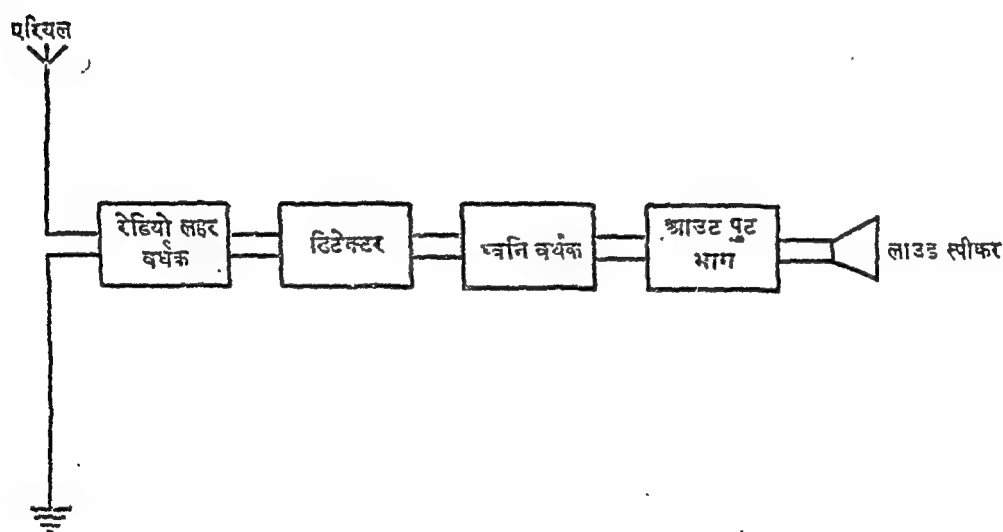 एरियल
रेडियो लहर
वर्धक
डिटेक्टर
ध्वनि वर्धक
आउट पुट
भाग
लाउड स्पीकर